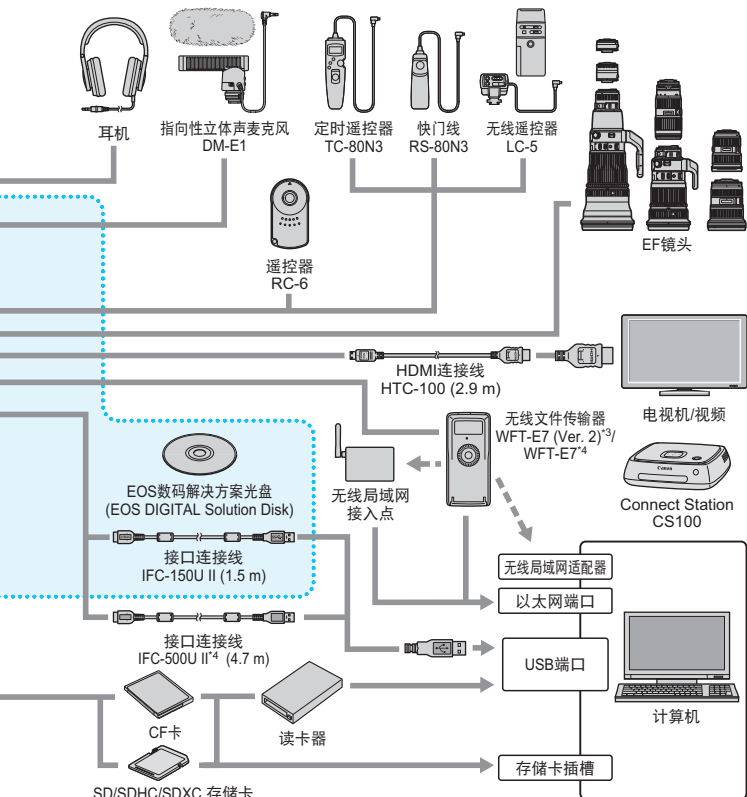 耳机
指向性立体声麦克风
DM-E1
定时遥控器
TC-80N3
快门线
RS-80N3
无线遥控器
LC-5
EF镜头
遥控器
RC-6
HDMI连接线
HTC-100 (2.9 m)
电视机/视频
无线文件传输器
WFT-E7 (Ver. 2)*3/
WFT-E7*4
无线局域网
接入点
Canon
Connect Station
CS100
EOS数码解决方案光盘
(EOS DIGITAL Solution Disk)
接口连接线
IFC-150U II (1.5 m)
无线局域网适配器
以太网端口
接口连接线
IFC-500U II*4 (4.7 m)
USB端口
计算机
CF卡
读卡器
存储卡插槽
SD/SDHC/SDXC 存储卡